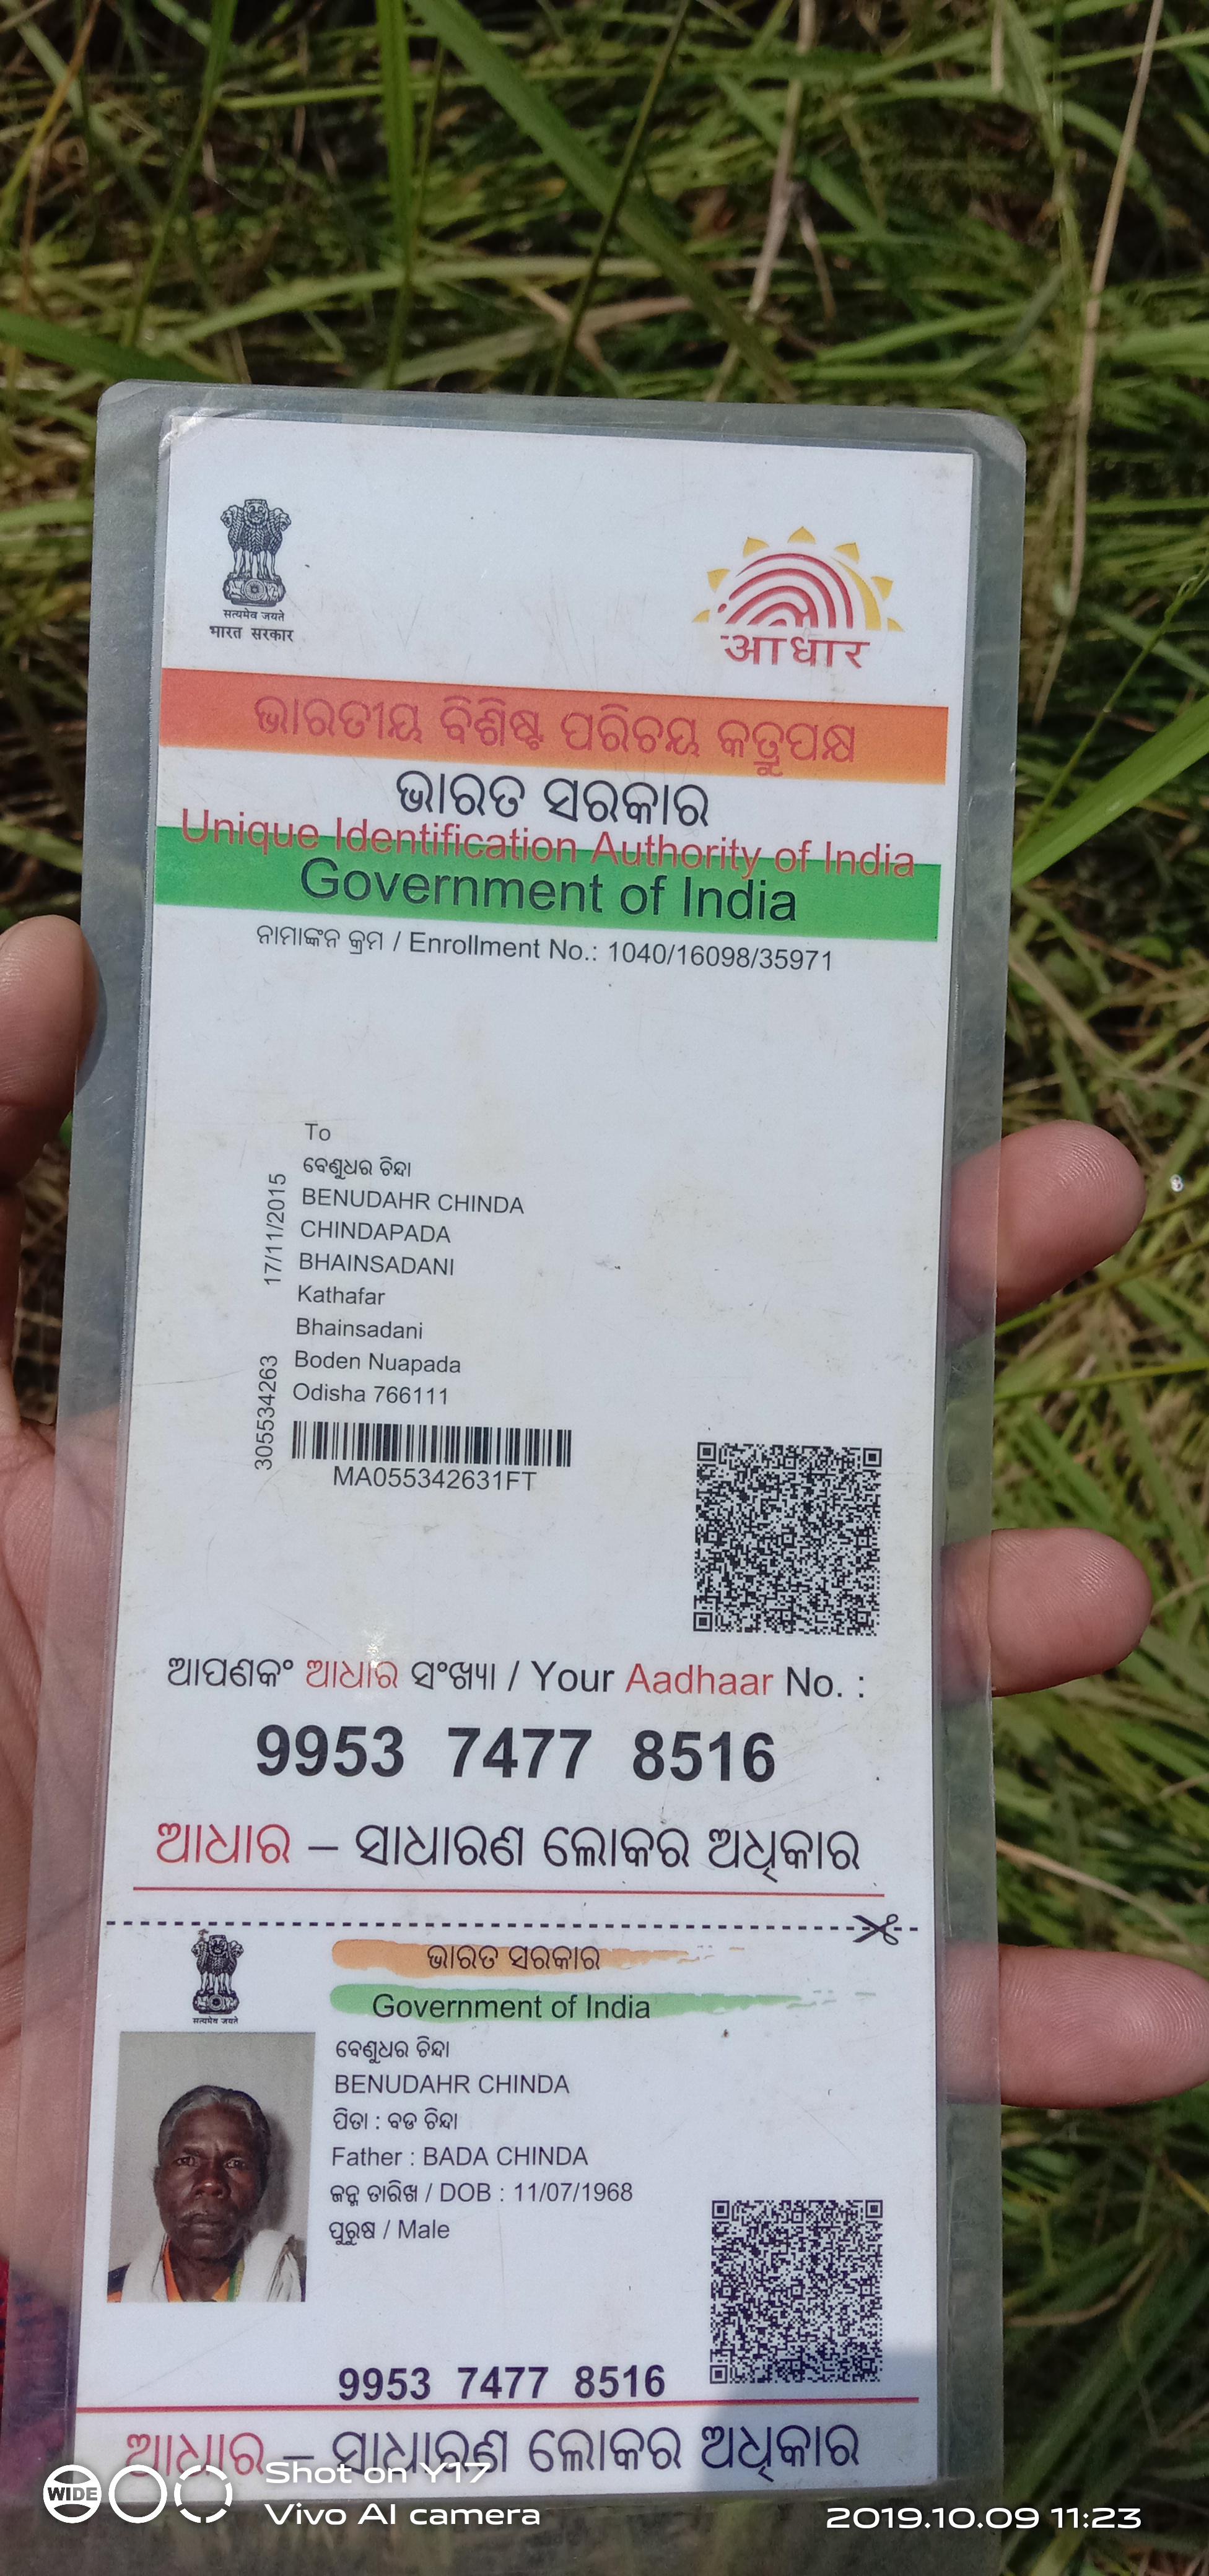 सत्यमेव जयते
भारत सरकार
आधार
ଭାରତୀୟ ବିଶିଷ୍ଟ ପରିଚୟ କତ୍ରୁପକ୍ଷ
ଭାରତ ସରକାର
Unique Identification Authority of India
Government of India
ନାମାଙ୍କନ କ୍ରମ / Enrollment No.: 1040/16098/35971
To
ବେଣୁଧର ଚିନ୍ଦା
BENUDAHR CHINDA
CHINDAPADA
BHAINSADANI
Kathafar
Bhainsadani
Boden Nuapada
Odisha 766111
17/11/2015
305534263
MA055342631FT
ଆପଣକଂ ଆଧାର ସଂଖ୍ୟା / Your Aadhaar No. :
9953 7477 8516
ଆଧାର – ସାଧାରଣ ଲୋକର ଅଧିକାର
सत्यमेव जयते
ଭାରତ ସରକାର
Government of India
ବେଣୁଧର ଚିନ୍ଦା
BENUDAHR CHINDA
ପିତା : ବଡ ଚିନ୍ଦା
Father : BADA CHINDA
ଜନ୍ମ ତାରିଖ / DOB : 11/07/1968
ପୁରୁଷ / Male
9953 7477 8516
ଆଧାର – ସାଧାରଣ ଲୋକର ଅଧିକାର
WIDE
Shot on Y17
Vivo AI camera
2019.10.09 11:23